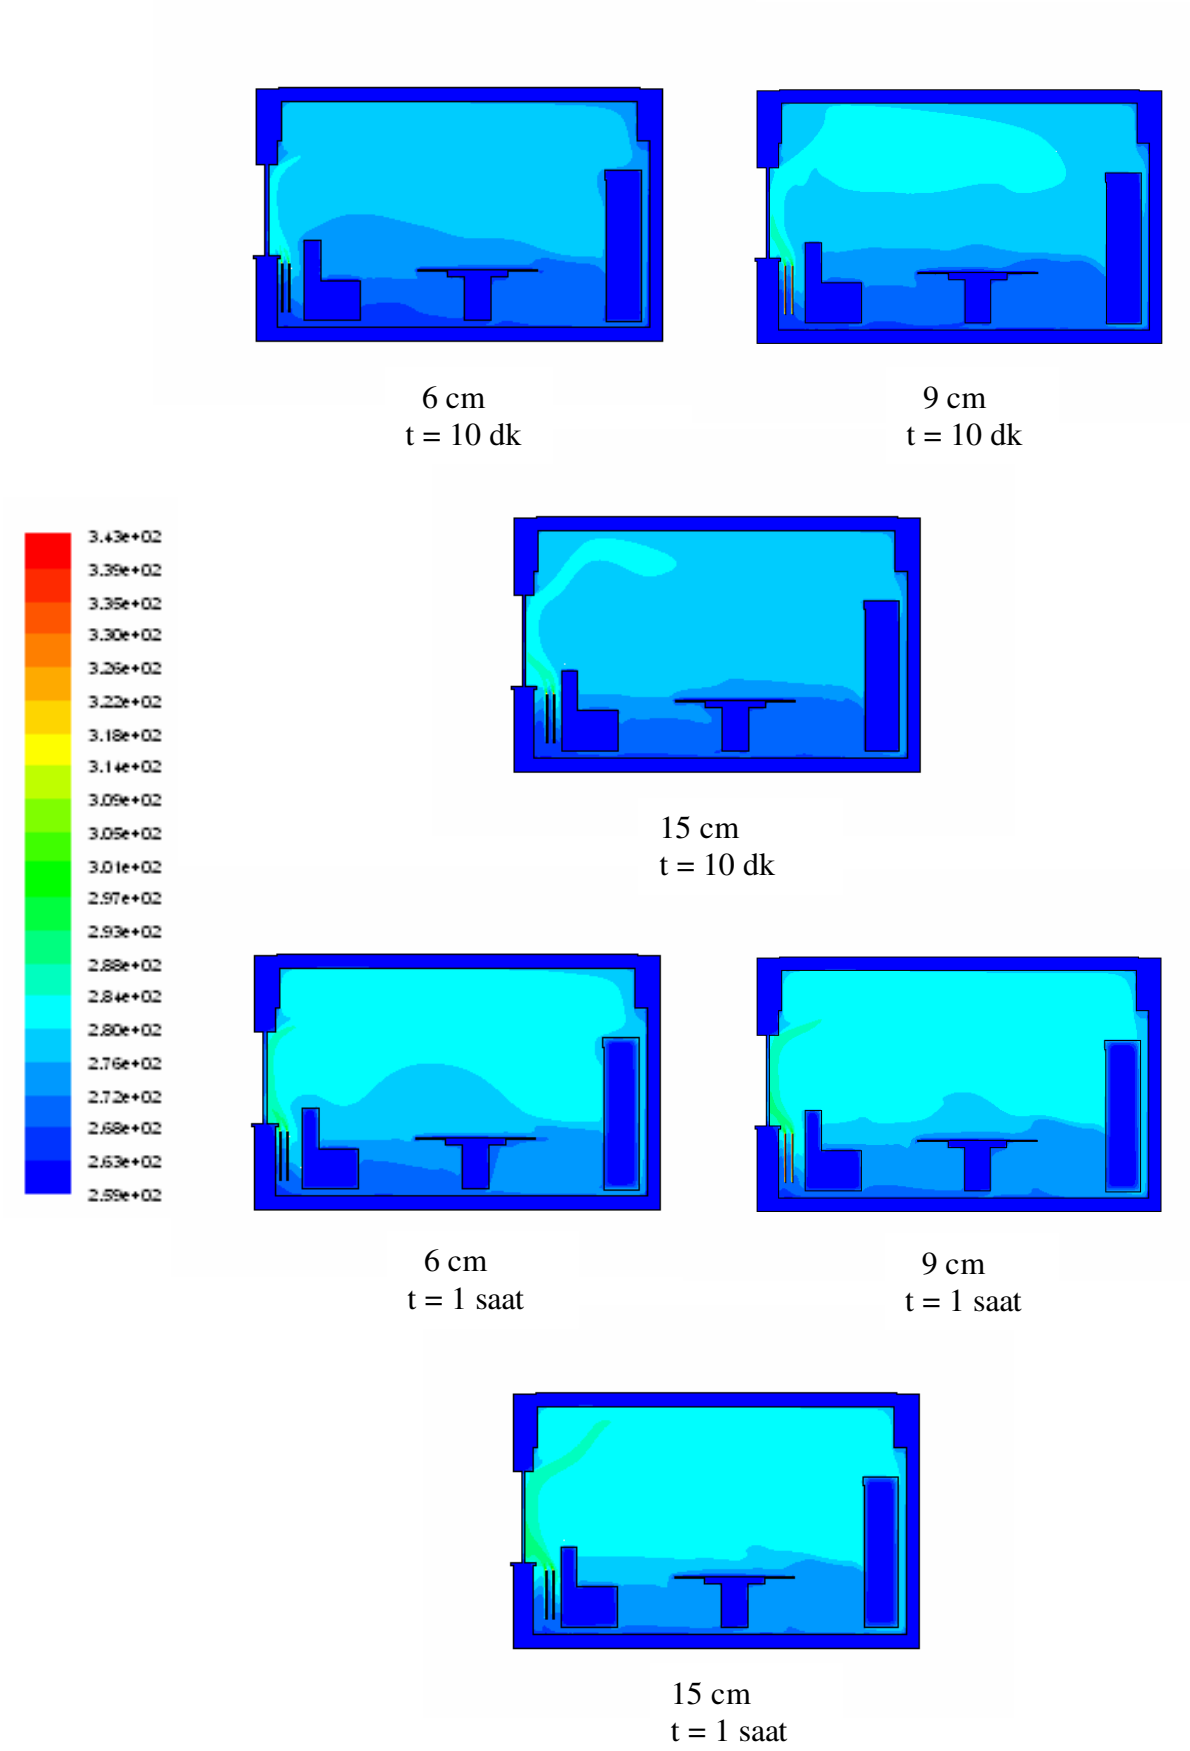 6 cm
t = 10 dk
9 cm
t = 10 dk
15 cm
t = 10 dk
3.43e+02
3.39e+02
3.35e+02
3.30e+02
3.26e+02
3.22e+02
3.18e+02
3.14e+02
3.09e+02
3.05e+02
3.01e+02
2.97e+02
2.93e+02
2.88e+02
2.84e+02
2.80e+02
2.76e+02
2.72e+02
2.68e+02
2.63e+02
2.59e+02
6 cm
t = 1 saat
9 cm
t = 1 saat
15 cm
t = 1 saat